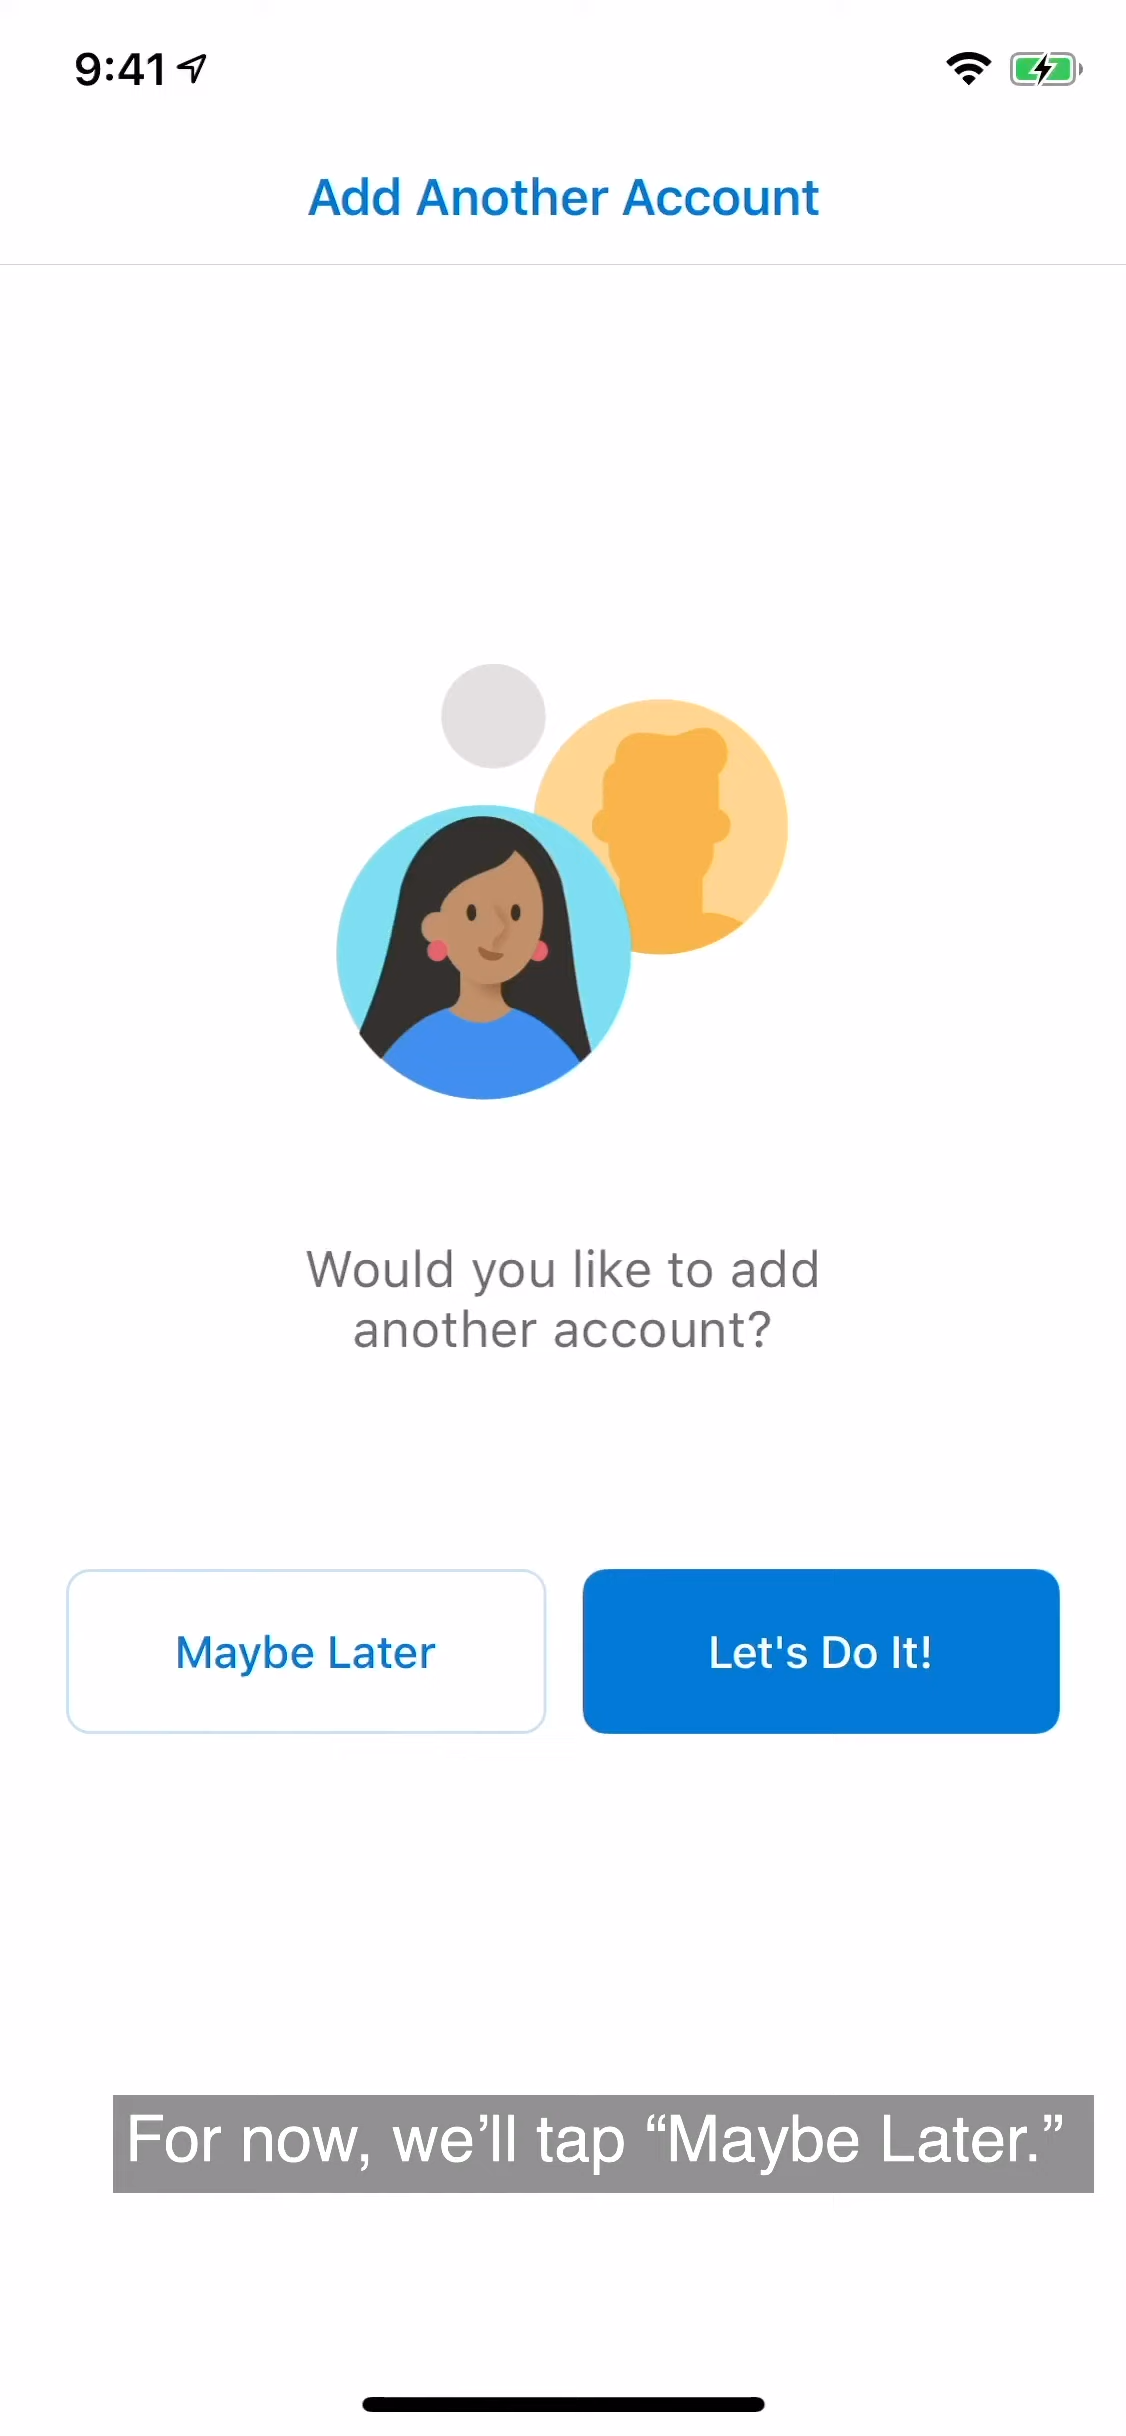 9:41
Add Another Account
Would you like to add
another account?
Maybe Later
Let's Do It!
For now, we’ll tap “Maybe Later.”